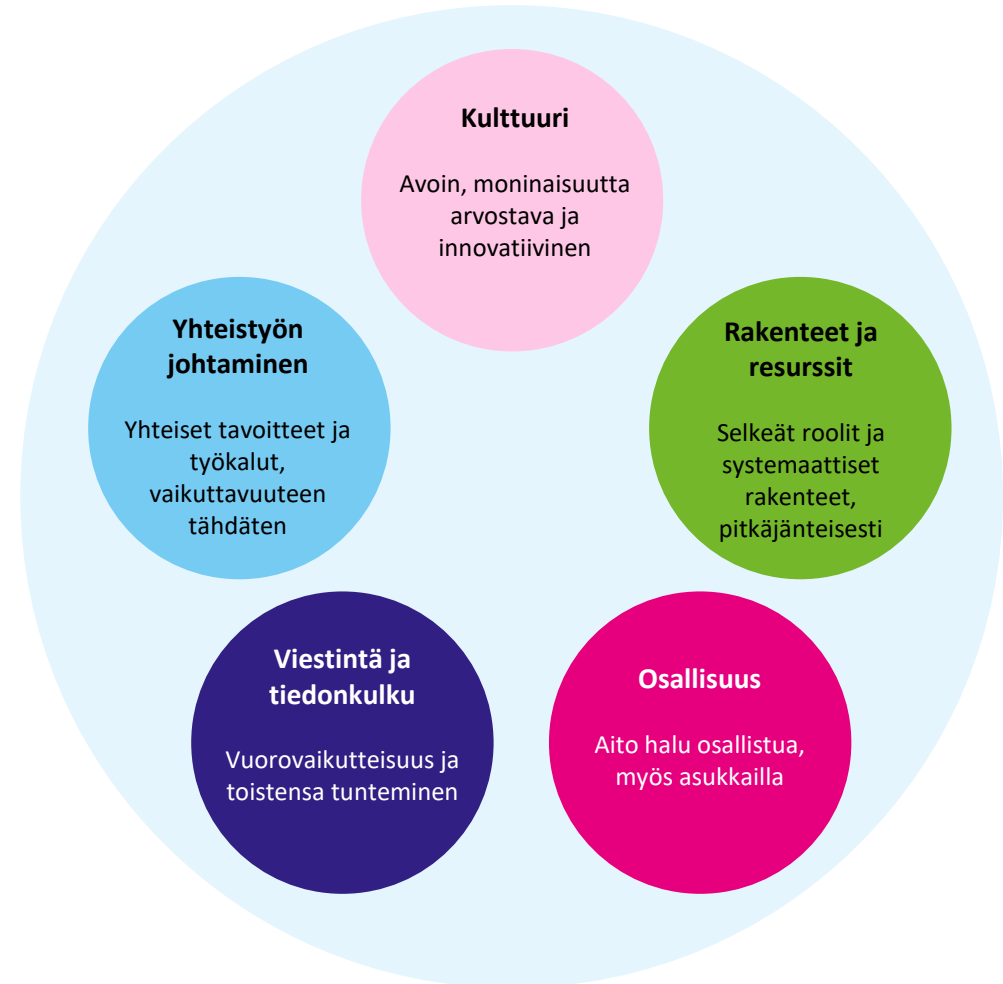 Kulttuuri
Avoin, moninaisuutta
arvostava ja
innovatiivinen
Yhteistyön
johtaminen
Yhteiset tavoitteet ja
työkalut,
vaikuttavuuteen
tähdäten
Rakenteet ja
resurssit
Selkeät roolit ja
systemaattiset
rakenteet,
pitkäjänteisesti
Viestintä ja
tiedonkulku
Vuorovaikutteisuus ja
toistensa tunteminen
Osallisuus
Aito halu osallistua,
myös asukkailla